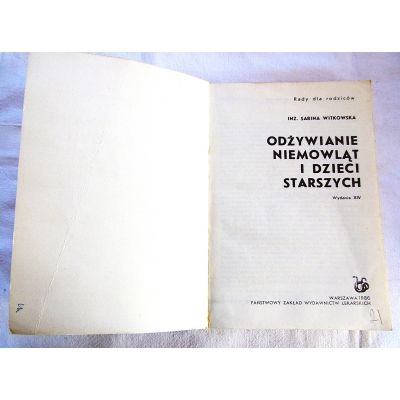 Rady dla rodziców
INŻ. SABINA WITKOWSKA
ODŻYWIANIE
NIEMOWLĄT
I DZIECI
STARSZYCH
Wydanie XIV
WARSZAWA 1986
PAŃSTWOWY ZAKŁAD WYDAWNICTW LEKARSKICH